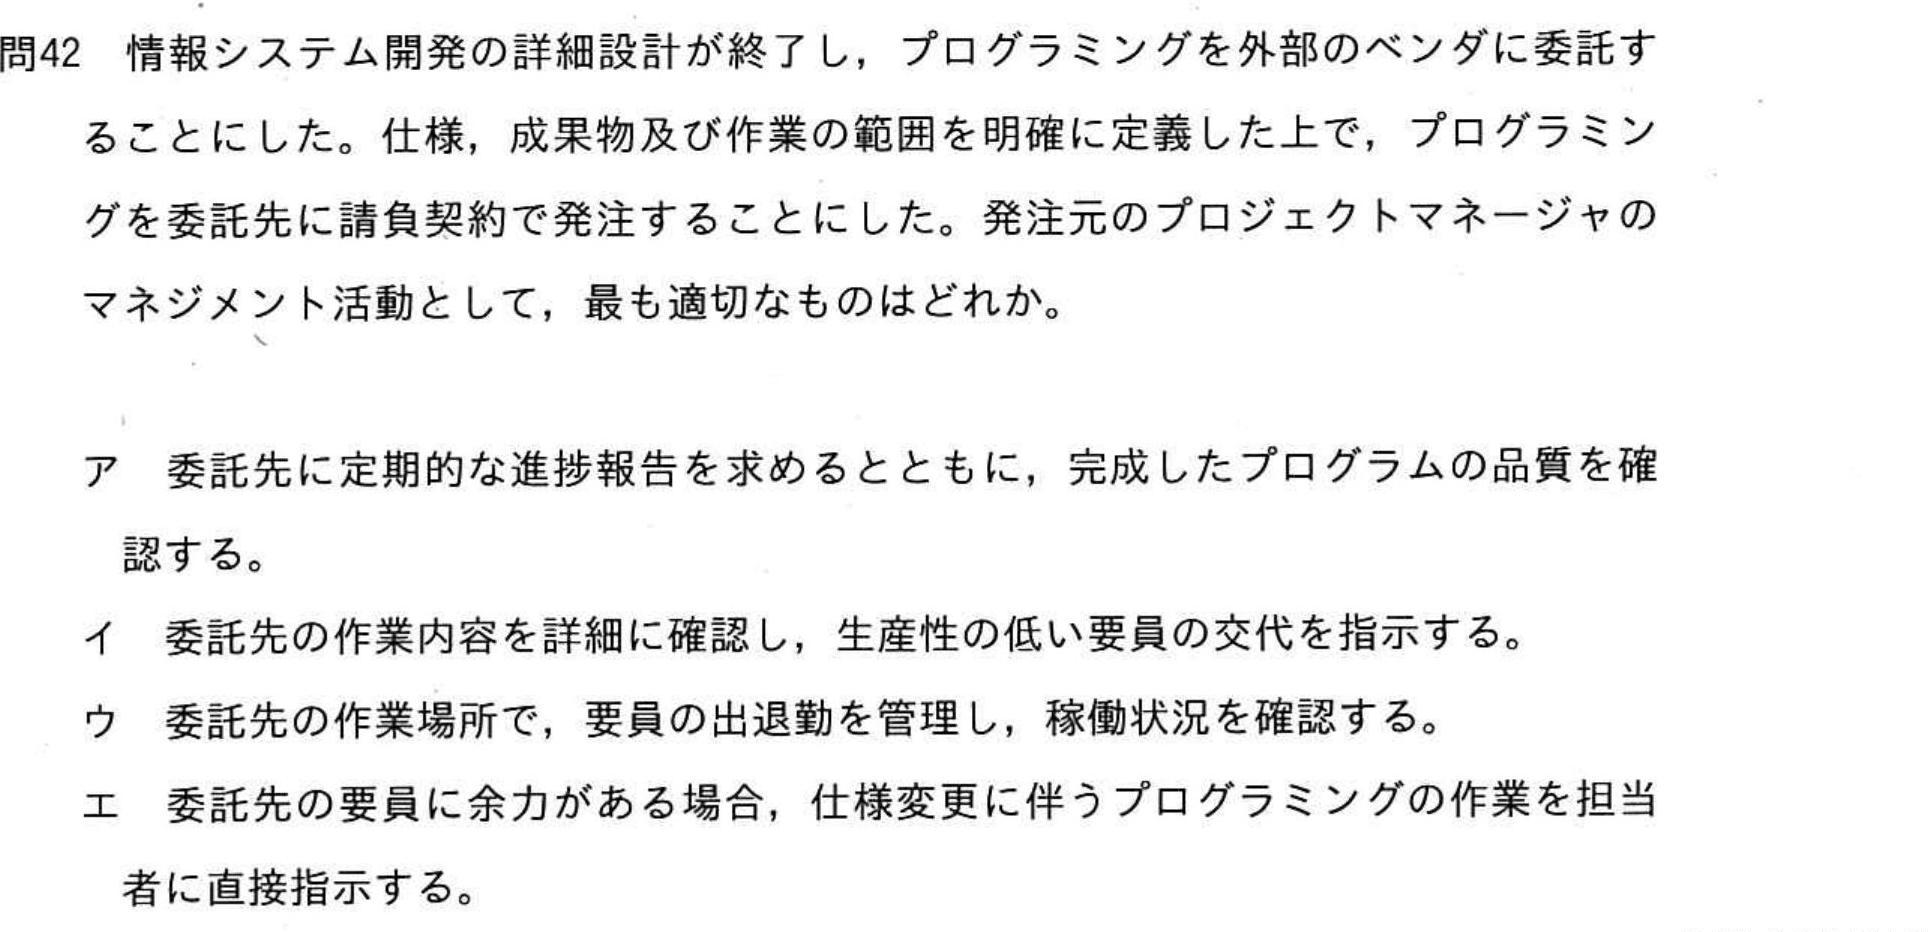 問42　情報システム開発の詳細設計が終了し，プログラミングを外部のベンダに委託す
ることにした。仕様，成果物及び作業の範囲を明確に定義した上で，プログラミン
グを委託先に請負契約で発注することにした。発注元のプロジェクトマネージャの
マネジメント活動として，最も適切なものはどれか。
ア　委託先に定期的な進捗報告を求めるとともに，完成したプログラムの品質を確
認する。
イ　委託先の作業内容を詳細に確認し，生産性の低い要員の交代を指示する。
ウ　委託先の作業場所で，要員の出退勤を管理し，稼働状況を確認する。
エ　委託先の要員に余力がある場合，仕様変更に伴うプログラミングの作業を担当
者に直接指示する。